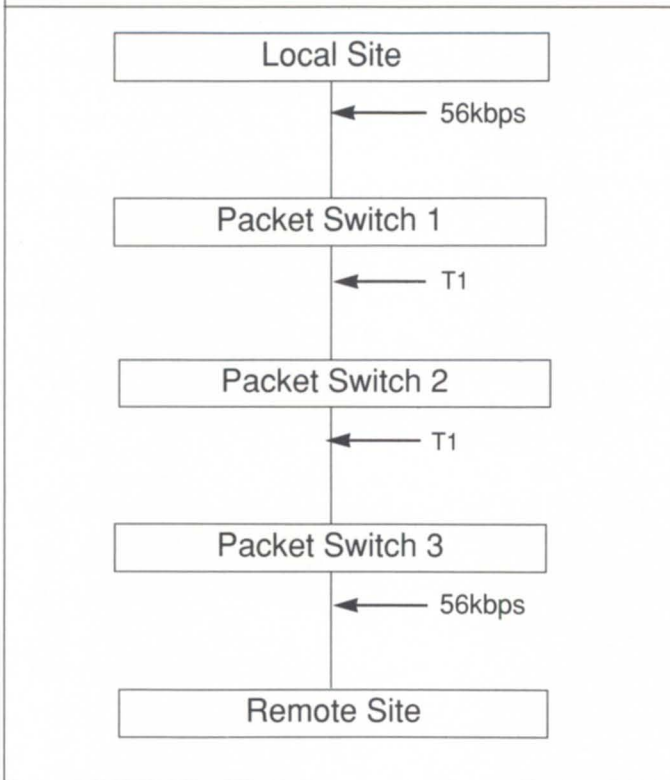 Local Site
56kbps
Packet Switch 1
T1
Packet Switch 2
T1
Packet Switch 3
56kbps
Remote Site